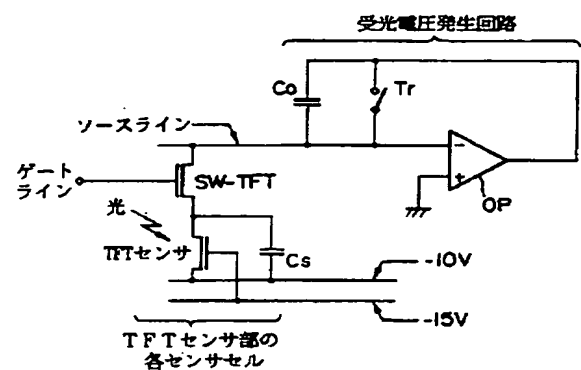 受光電圧発生回路
Co
Tr
ソースライン
ゲート
ライン
SW-TFT
−
+
OP
光
TFTセンサ
Cs
-10V
-15V
TFTセンサ部の
各センサセル